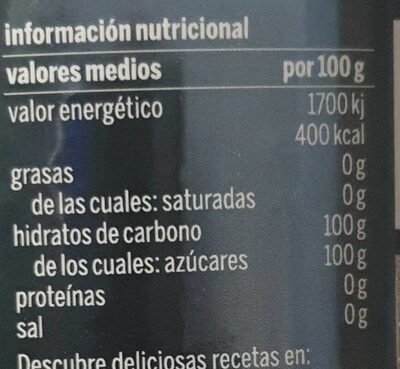 información nutricional
valores medios por 100 g
valor energético 1700 kj
400 kcal
grasas 0 g
de las cuales: saturadas 0 g
hidratos de carbono 100 g
de los cuales: azúcares 100 g
proteínas 0 g
sal 0 g
Descubre deliciosas recetas en: